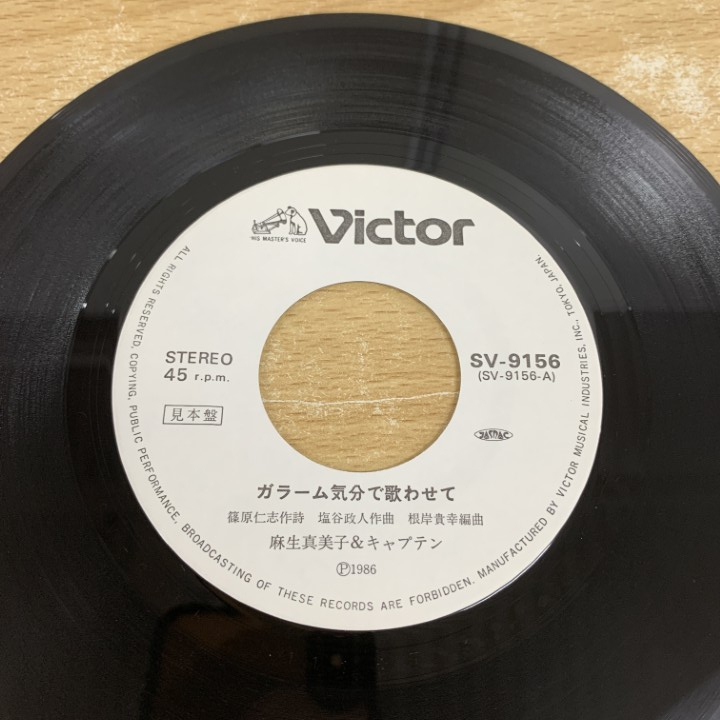 "HIS MASTER'S VOICE"
Victor
STEREO
45 r.p.m.
SV-9156
(SV-9156-A)
見本盤
JASRAC
ガラーム気分で歌わせて
篠原仁志作詩 塩谷政人作曲 根岸貴幸編曲
麻生真美子&キャプテン
Ⓟ1986
ALL RIGHTS RESERVED. COPYING, PUBLIC PERFORMANCE, BROADCASTING OF THESE RECORDS ARE FORBIDDEN. MANUFACTURED BY VICTOR MUSICAL INDUSTRIES, INC., TOKYO, JAPAN.